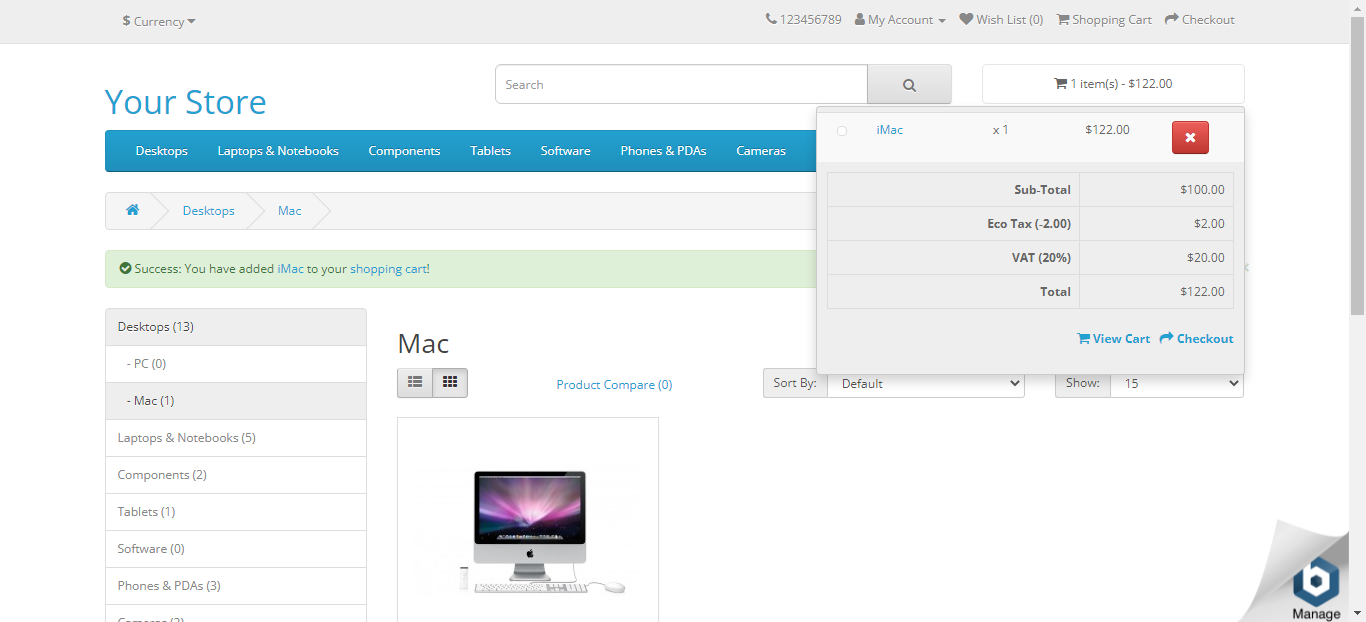 $ Currency
123456789 My Account Wish List (0) Shopping Cart Checkout
Your Store
Search
1 item(s) - $122.00
iMac x 1 $122.00
Sub-Total $100.00
Eco Tax (-2.00) $2.00
VAT (20%) $20.00
Total $122.00
View Cart Checkout
Desktops Laptops & Notebooks Components Tablets Software Phones & PDAs Cameras
Desktops Mac
Success: You have added iMac to your shopping cart!
Desktops (13)
- PC (0)
- Mac (1)
Laptops & Notebooks (5)
Components (2)
Tablets (1)
Software (0)
Phones & PDAs (3)
Mac
Product Compare (0)
Sort By: Default
Show: 15
Manage